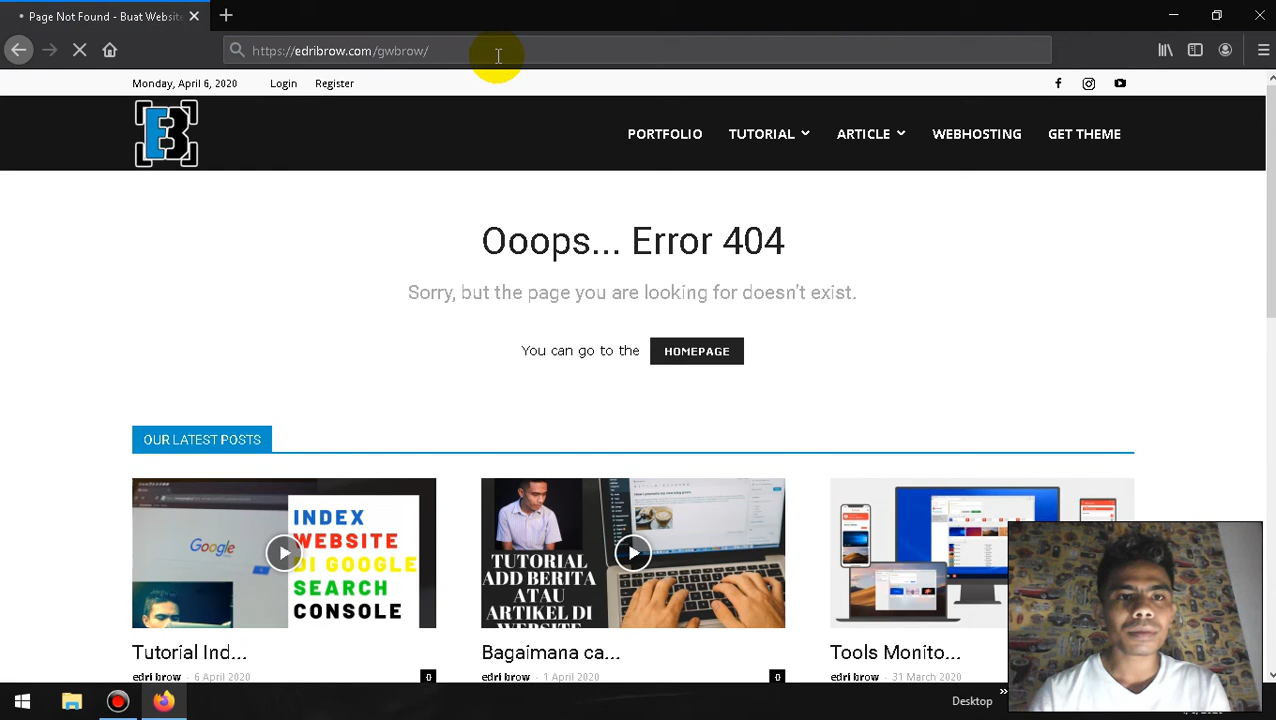 Page Not Found - Buat Website
https://edribrow.com/gwbrow/
Monday, April 6, 2020
Login
Register
PORTFOLIO
TUTORIAL
ARTICLE
WEBHOSTING
GET THEME
Ooops... Error 404
Sorry, but the page you are looking for doesn't exist.
You can go to the
HOMEPAGE
OUR LATEST POSTS
Google
INDEX
WEBSITE
DI GOOGLE
SEARCH
CONSOLE
TUTORIAL
ADD BERITA
ATAU
ARTIKEL DI
WEBSITE
Tutorial Ind...
edri brow - 6 April 2020
0
Bagaimana ca...
edri brow - 1 April 2020
0
Tools Monito...
edri brow - 31 March 2020
Desktop